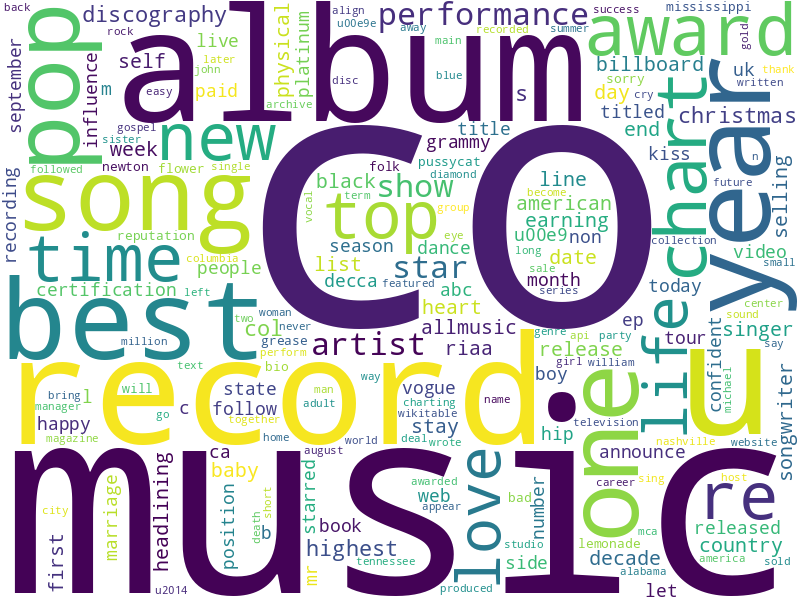 back
discography
performance
align
u00e9e
success
mississippi
rock
away
summer
gold
september
pop
influence
self
live
john
later
physical
platinum
main
recorded
award
album
m
paid
easy
disc
archive
blue
billboard
sorry
cry
written
uk
thank
s
day
titled
end
chart
year
christmas
gospel
sister
week
new
title
grammy
kiss
n
followed
newton
flower
single
folk
pussycat
diamond
line
become
future
selling
recording
song
vocal
black
term
show
top
group
american
earning
co
reputation
eye
u00e9
non
collection
time
columbia
people
season
dance
long
date
video
small
certification
left
list
decca
star
featured
abc
sale
month
series
today
center
sound
best
two
woman
never
heart
ep
tour
singer
say
million
col
grease
artist
allmusic
riaa
genre
api
party
release
confident
michael
text
perform
bio
man
way
vogue
name
boy
girl
william
life
songwriter
bring
l
will
state
adult
charting
wikitable
stay
record
.
u
manager
go
together
follow
deal
wrote
hip
television
one
nashville
website
happy
magazine
c
home
world
august
awarded
number
announce
career
sing
host
music
city
marriage
headlining
ca
baby
position
death
short
b
starred
mr
book
highest
web
appear
love
bad
studio
side
re
mca
lemonade
decade
released
country
america
sold
first
u2014
tennessee
produced
alabama
let